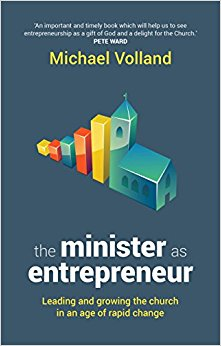 ‘An important and timely book which will help us to see
entrepreneurship as a gift of God and a delight for the Church.’
PETE WARD
Michael Volland
the minister as
entrepreneur
Leading and growing the church
in an age of rapid change